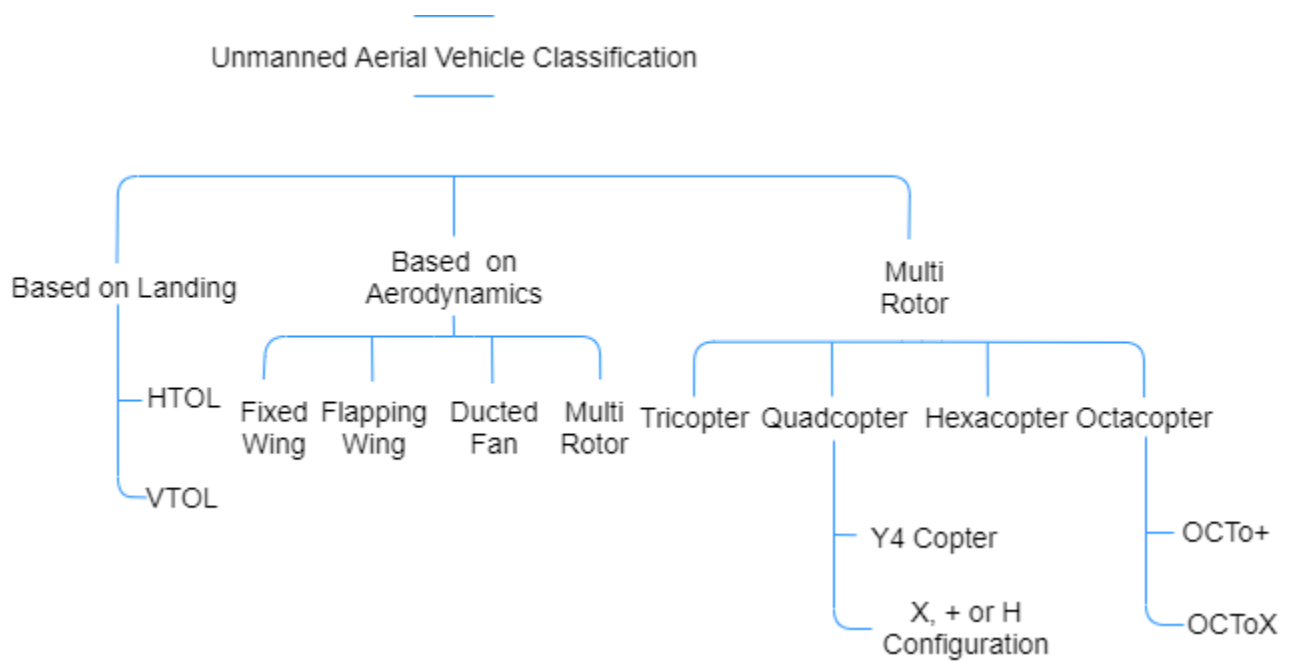 Unmanned Aerial Vehicle Classification
Based on Landing
HTOL
VTOL
Based on
Aerodynamics
Fixed
Wing
Flapping
Wing
Ducted
Fan
Multi
Rotor
Multi
Rotor
Tricopter
Quadcopter
Y4 Copter
X, + or H
Configuration
Hexacopter
Octacopter
OCTo+
OCToX